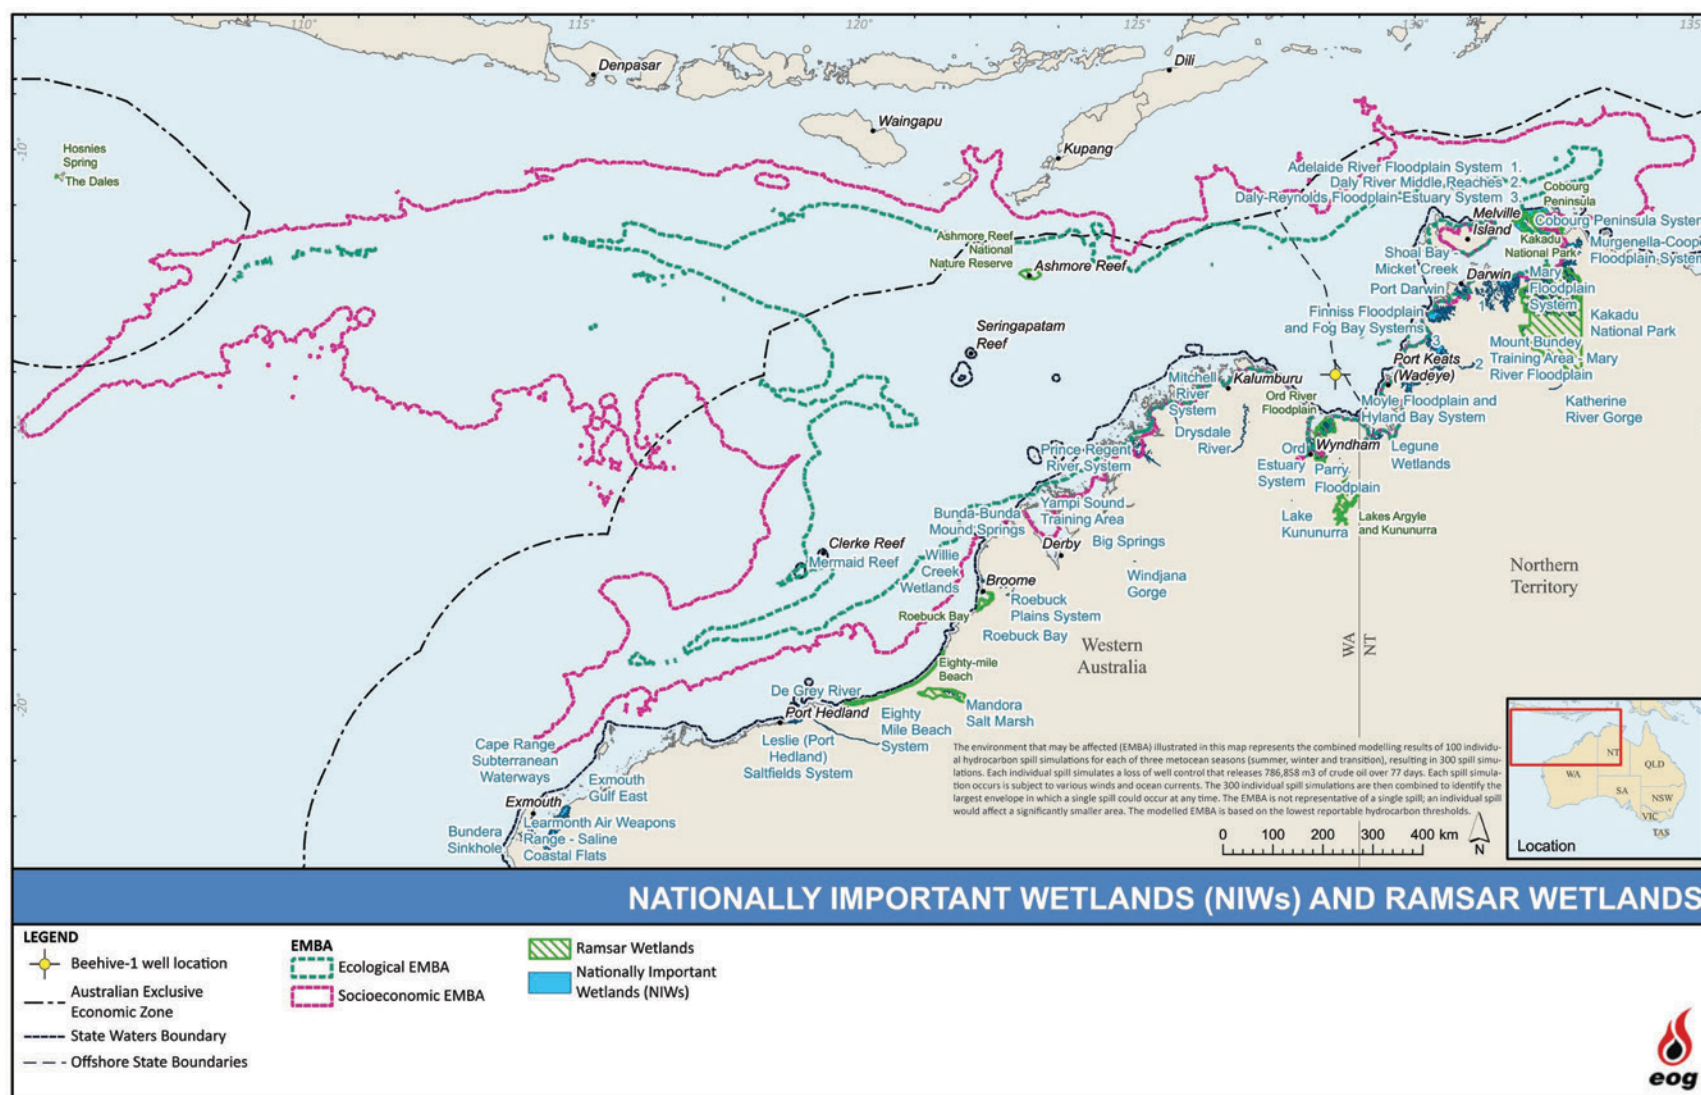 110°
115°
120°
125°
130°
135
-10°
-20°
Denpasar
Dili
Waingapu
Kupang
Hosnies
Spring
The Dales
Adelaide River Floodplain System 1.
Daly River Middle Reaches 2.
Daly-Reynolds Floodplain-Estuary System 3.
Cobourg
Peninsula
Melville
Island
Cobourg Peninsula System
Kakadu
National Park
Murgenella-Coop
Floodplain System
Ashmore Reef
National
Nature Reserve
Ashmore Reef
Shoal Bay -
Micket Creek
Darwin
Port Darwin
Mary
Floodplain
System
1
Finniss Floodplain
and Fog Bay Systems
Kakadu
National Park
Seringapatam
Reef
3
Mount Bundey
Training Area - Mary
River Floodplain
Port Keats
(Wadeye)
2
Mitchell
River
System
Kalumburu
Ord River
Floodplain
Moyle Floodplain and
Hyland Bay System
Katherine
River Gorge
Drysdale
River
Prince Regent
River System
Ord
Estuary
System
Wyndham
Parry
Floodplain
Legune
Wetlands
Yampi Sound
Training Area
Bunda-Bunda
Mound Springs
Lake
Kununurra
Lakes Argyle
and Kununurra
Clerke Reef
Mermaid Reef
Derby
Big Springs
Willie
Creek
Wetlands
Windjana
Gorge
Northern
Territory
Broome
Roebuck
Plains System
Roebuck Bay
Roebuck Bay
Western
Australia
WA
NT
Eighty-mile
Beach
De Grey River
Port Hedland
Mandora
Salt Marsh
Eighty
Mile Beach
System
Leslie (Port
Hedland)
Saltfields System
Cape Range
Subterranean
Waterways
Exmouth
Gulf East
Exmouth
Learmonth Air Weapons
Range - Saline
Coastal Flats
Bundera
Sinkhole
The environment that may be affected (EMBA) illustrated in this map represents the combined modelling results of 100 individu-
al hydrocarbon spill simulations for each of three metocean seasons (summer, winter and transition), resulting in 300 spill simu-
lations. Each individual spill simulates a loss of well control that releases 786,858 m3 of crude oil over 77 days. Each spill simula-
tion occurs is subject to various winds and ocean currents. The 300 individual spill simulations are then combined to identify the
largest envelope in which a single spill could occur at any time. The EMBA is not representative of a single spill; an individual spill
would affect a significantly smaller area. The modelled EMBA is based on the lowest reportable hydrocarbon thresholds.
0 100 200 300 400 km
N
NT
QLD
WA
SA
NSW
VIC
TAS
Location
NATIONALLY IMPORTANT WETLANDS (NIWs) AND RAMSAR WETLANDS
LEGEND
Beehive-1 well location
Australian Exclusive
Economic Zone
State Waters Boundary
Offshore State Boundaries
EMBA
Ecological EMBA
Socioeconomic EMBA
Ramsar Wetlands
Nationally Important
Wetlands (NIWs)
eog